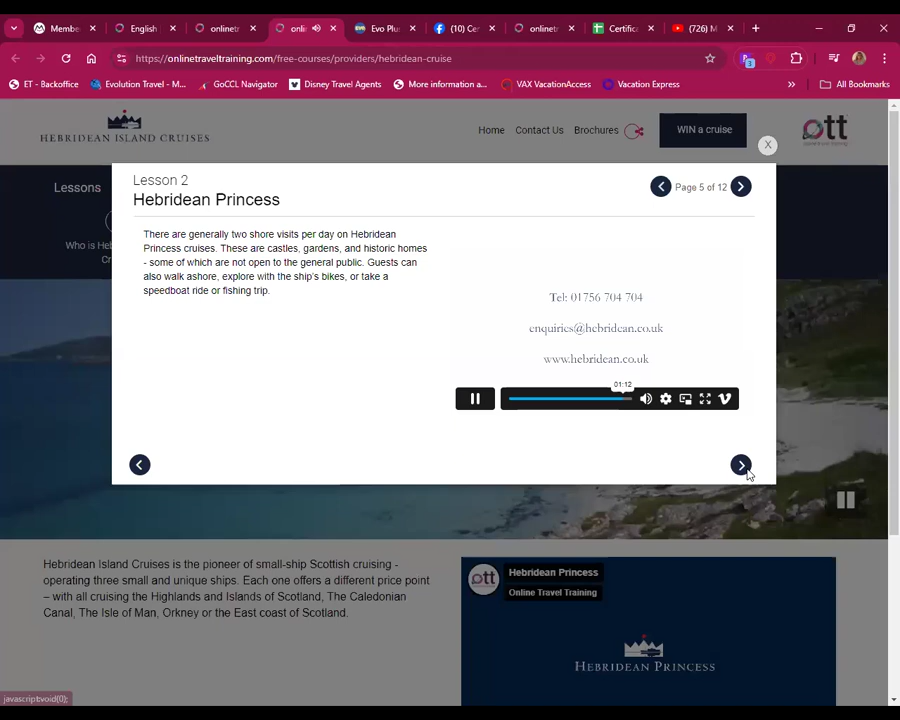 Membe
English
onlinetr
onlin
Evo Plus
(10) Cer
onlinetr
Certifica
(726) M
https://onlinetraveltraining.com/free-courses/providers/hebridean-cruise
3
ET - Backoffice
Evolution Travel - M...
GoCCL Navigator
Disney Travel Agents
More information a...
VAX VacationAccess
Vacation Express
»
All Bookmarks
HEBRIDEAN ISLAND CRUISES
Home
Contact Us
Brochures
WIN a cruise
ott
X
Lessons
Who is Heb
Cr
Lesson 2
Hebridean Princess
Page 5 of 12
There are generally two shore visits per day on Hebridean
Princess cruises. These are castles, gardens, and historic homes
- some of which are not open to the general public. Guests can
also walk ashore, explore with the ship's bikes, or take a
speedboat ride or fishing trip.
Tel: 01756 704 704
enquiries@hebridean.co.uk
www.hebridean.co.uk
01:12
Hebridean Island Cruises is the pioneer of small-ship Scottish cruising -
operating three small and unique ships. Each one offers a different price point
– with all cruising the Highlands and Islands of Scotland, The Caledonian
Canal, The Isle of Man, Orkney or the East coast of Scotland.
ott
Hebridean Princess
Online Travel Training
HEBRIDEAN PRINCESS
javascript:void(0);